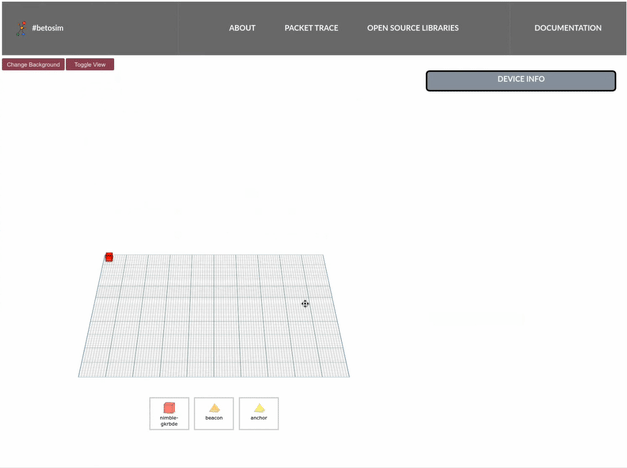 #betosim
ABOUT
PACKET TRACE
OPEN SOURCE LIBRARIES
DOCUMENTATION
Change Background
Toggle View
DEVICE INFO
nimble-
gkrbde
beacon
anchor